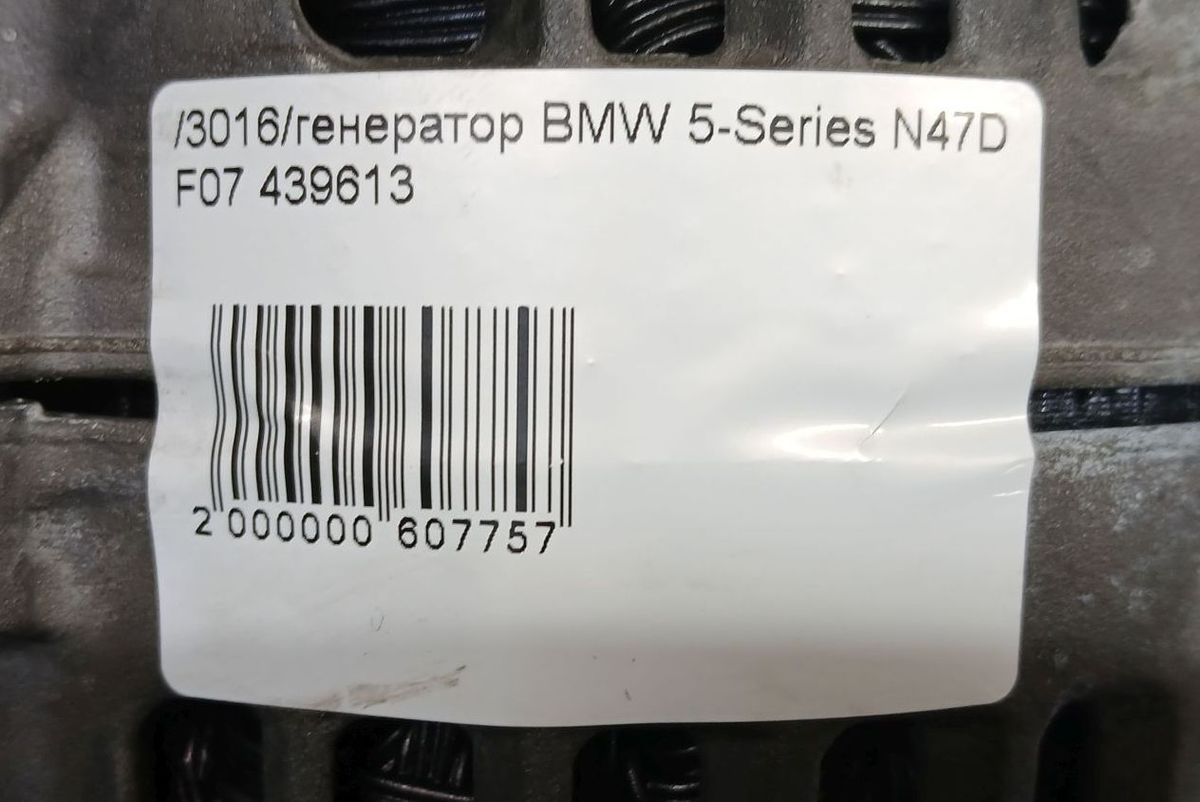 /3016/генератор BMW 5-Series N47D
F07 439613
2 000000 607757